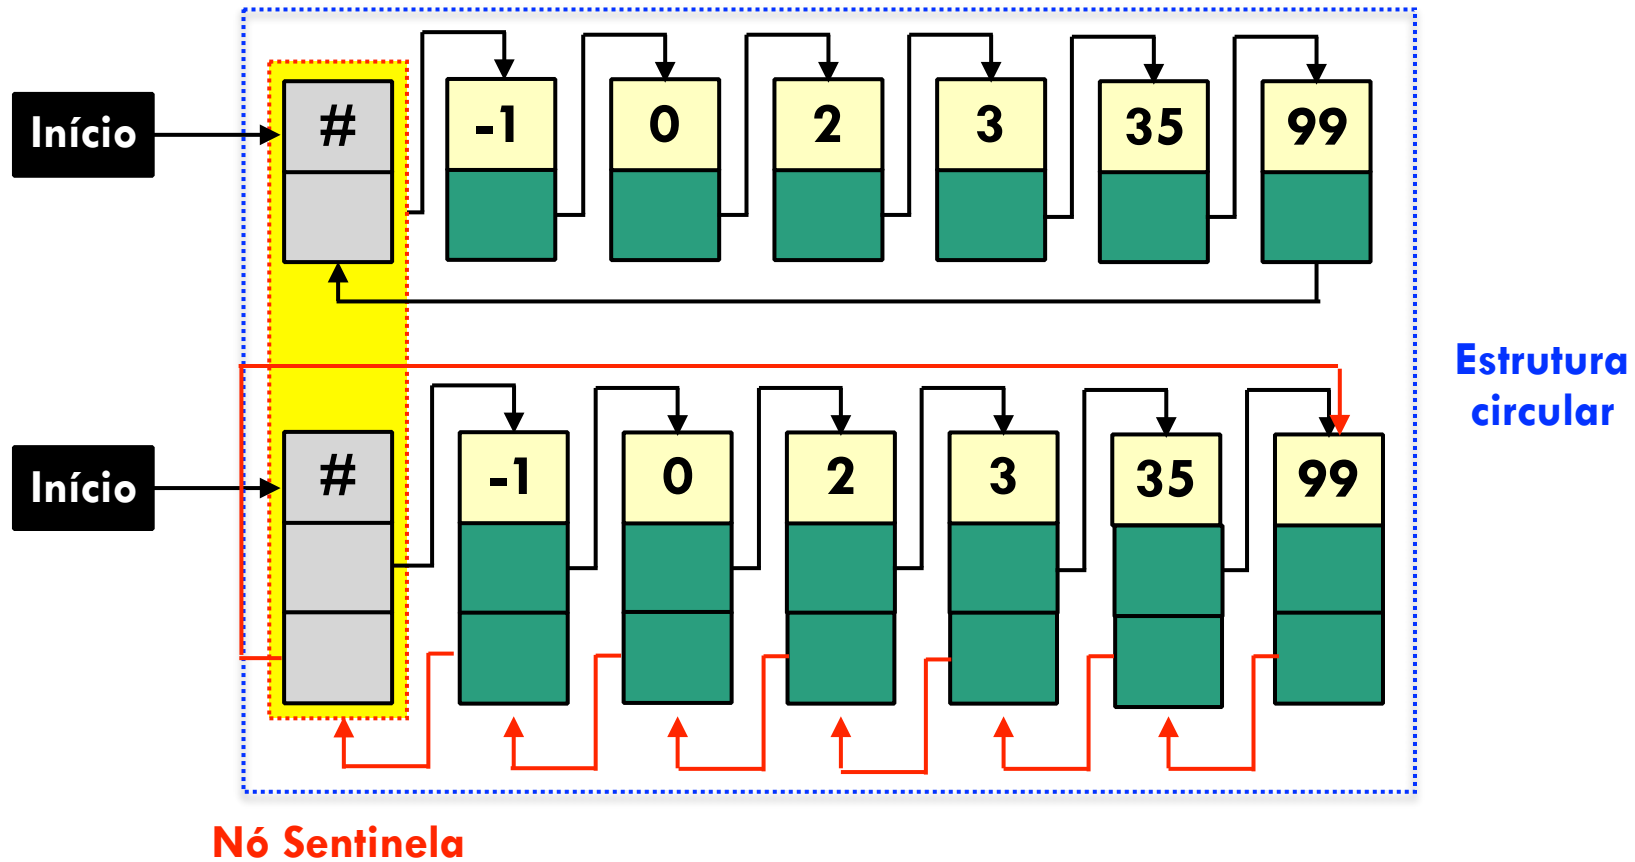 Início
# -1 0 2 3 35 99
Estrutura
circular
Início
# -1 0 2 3 35 99
Nó Sentinela